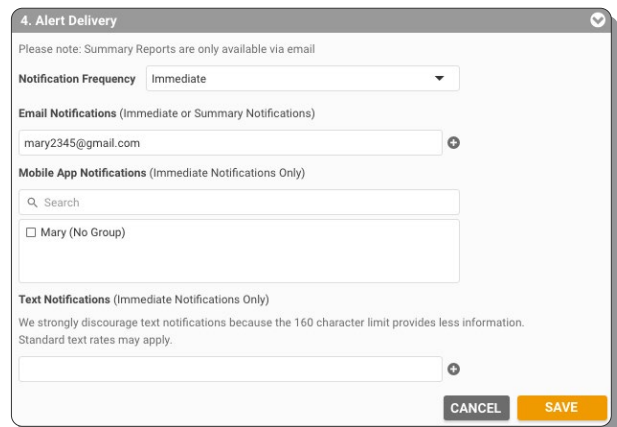 4. Alert Delivery
Please note: Summary Reports are only available via email
Notification Frequency Immediate
Email Notifications (Immediate or Summary Notifications)
mary2345@gmail.com
Mobile App Notifications (Immediate Notifications Only)
Search
Mary (No Group)
Text Notifications (Immediate Notifications Only)
We strongly discourage text notifications because the 160 character limit provides less information.
Standard text rates may apply.
CANCEL SAVE